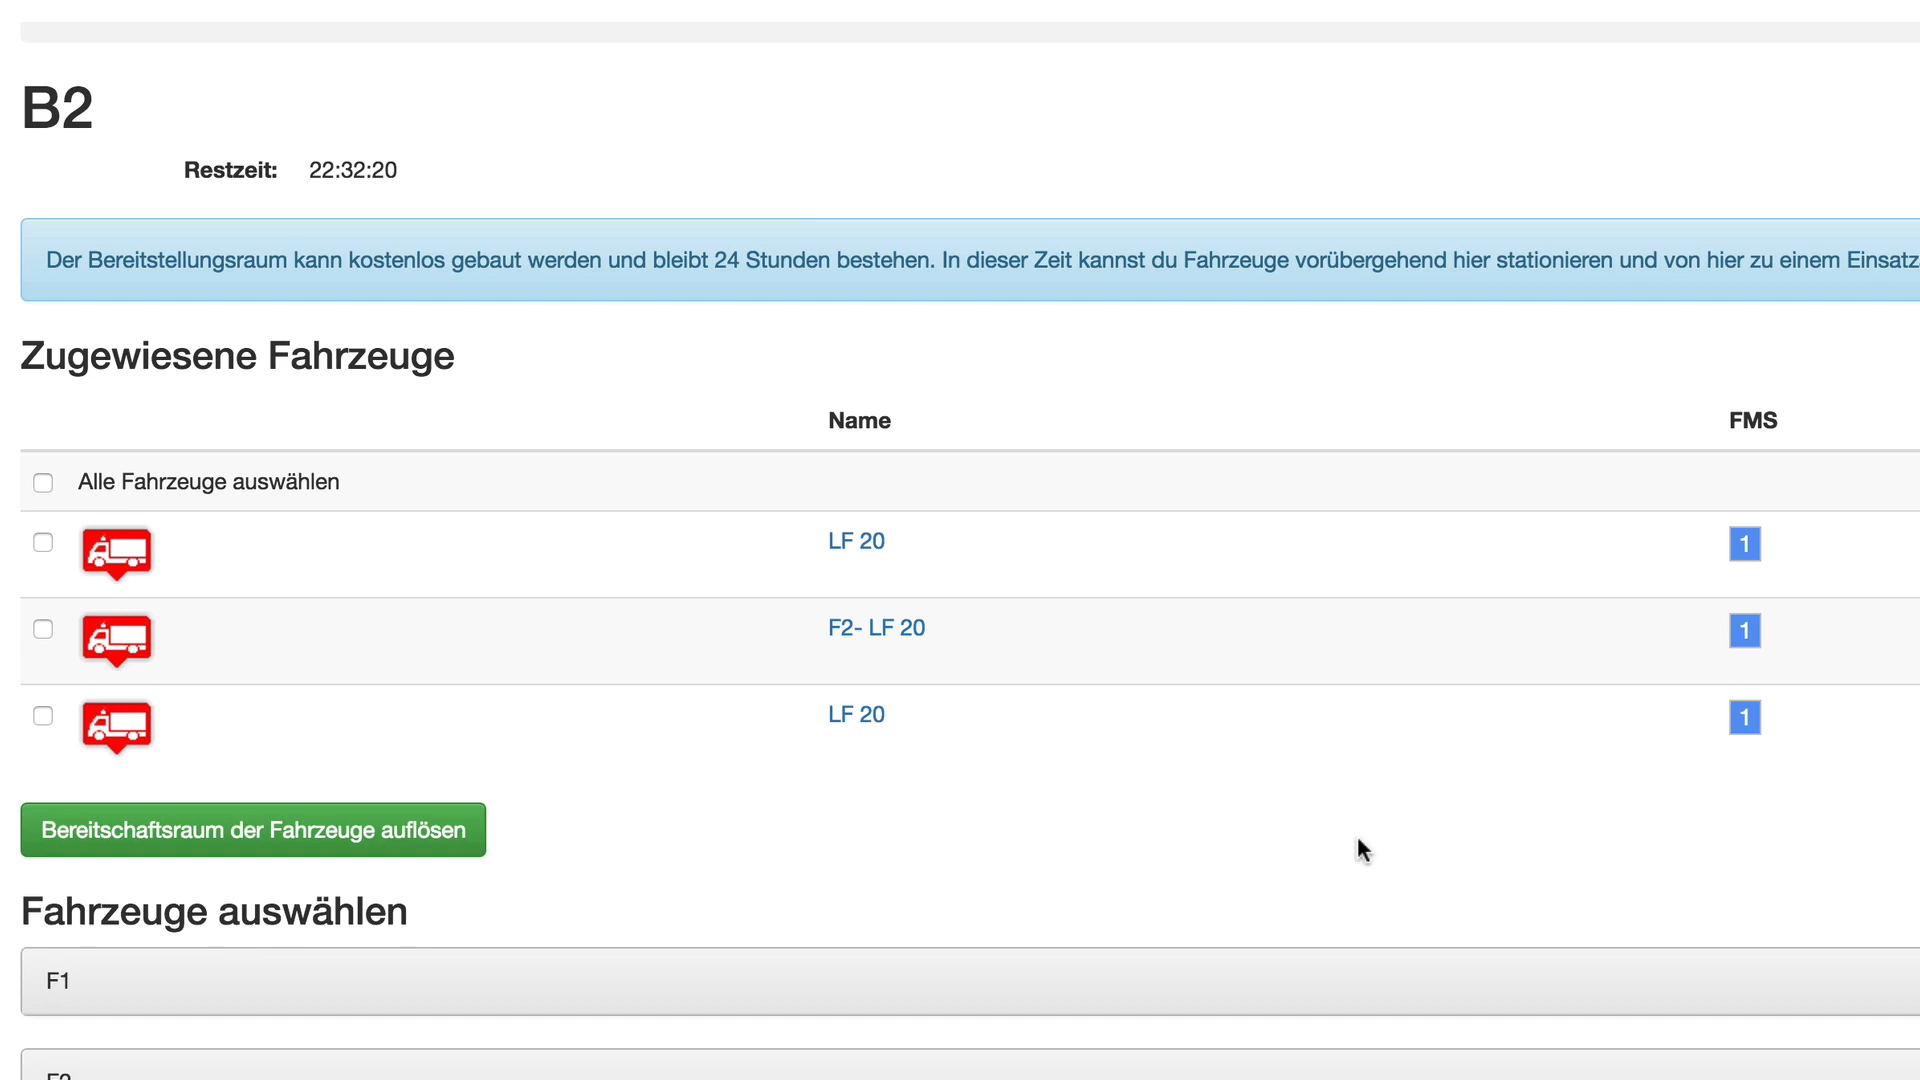 B2
Restzeit: 22:32:20
Der Bereitstellungsraum kann kostenlos gebaut werden und bleibt 24 Stunden bestehen. In dieser Zeit kannst du Fahrzeuge vorübergehend hier stationieren und von hier zu einem Einsatz
Zugewiesene Fahrzeuge
Name FMS
Alle Fahrzeuge auswählen
LF 20 1
F2- LF 20 1
LF 20 1
Bereitschaftsraum der Fahrzeuge auflösen
Fahrzeuge auswählen
F1